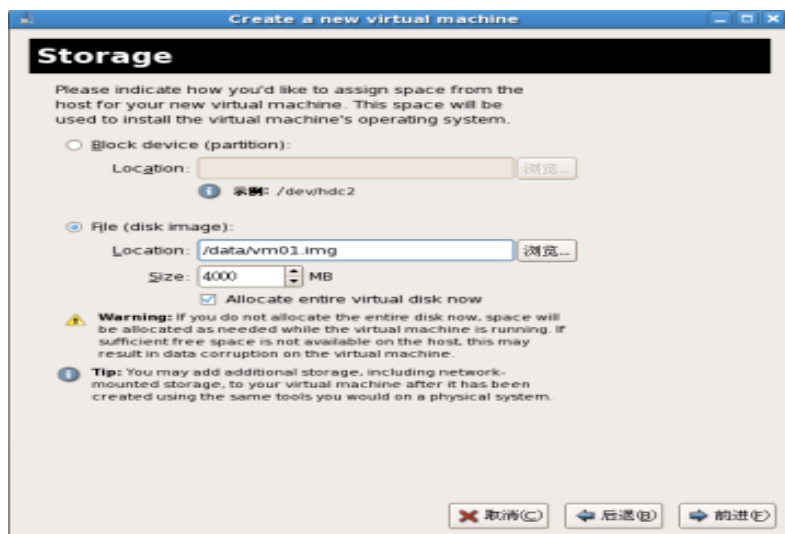 Create a new virtual machine
Storage
Please indicate how you'd like to assign space from the
host for your new virtual machine. This space will be
used to install the virtual machine's operating system.
Block device (partition):
Location: 浏览...
示例: /dev/hdc2
File (disk image):
Location: /data/vm01.img 浏览...
Size: 4000 MB
Allocate entire virtual disk now
Warning: If you do not allocate the entire disk now, space will
be allocated as needed while the virtual machine is running. If
sufficient free space is not available on the host, this may
result in data corruption on the virtual machine.
Tip: You may add additional storage, including network-
mounted storage, to your virtual machine after it has been
created using the same tools you would on a physical system.
取消(C) 后退(B) 前进(F)